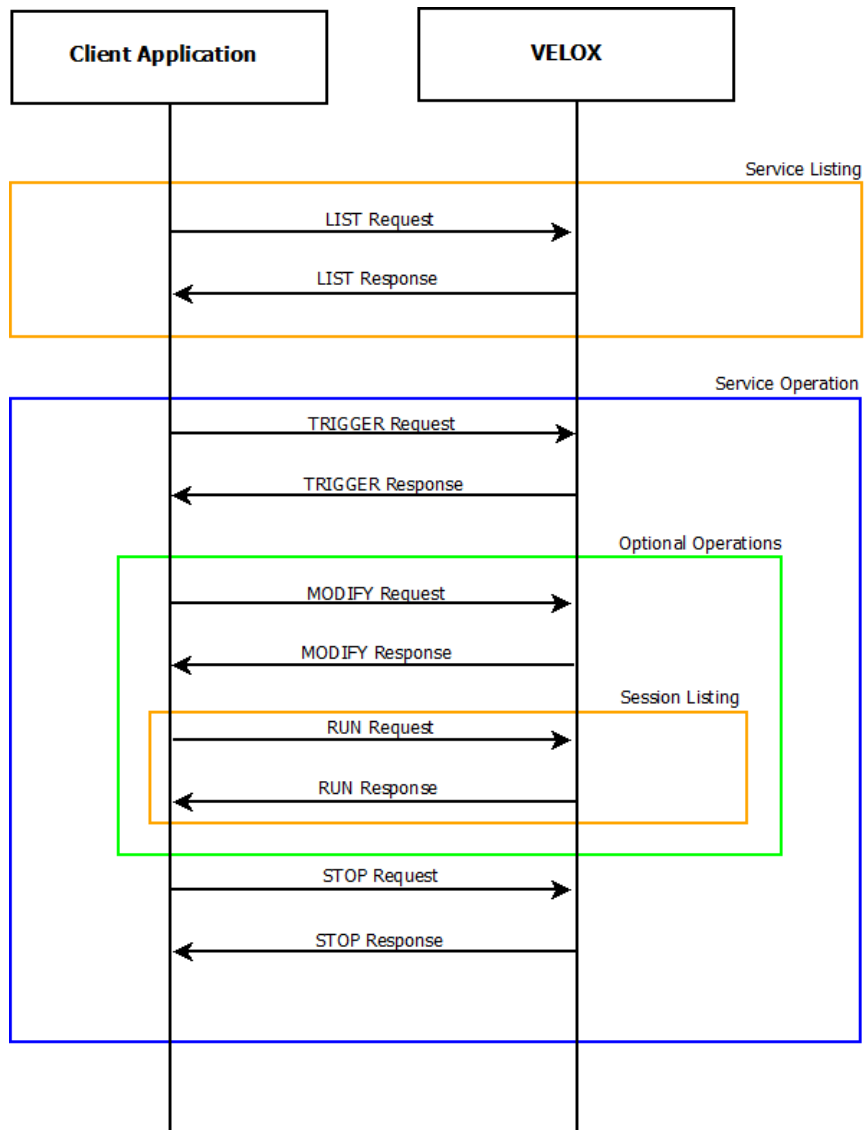 Client Application
VELOX
Service Listing
LIST Request
LIST Response
Service Operation
TRIGGER Request
TRIGGER Response
Optional Operations
MODIFY Request
MODIFY Response
Session Listing
RUN Request
RUN Response
STOP Request
STOP Response